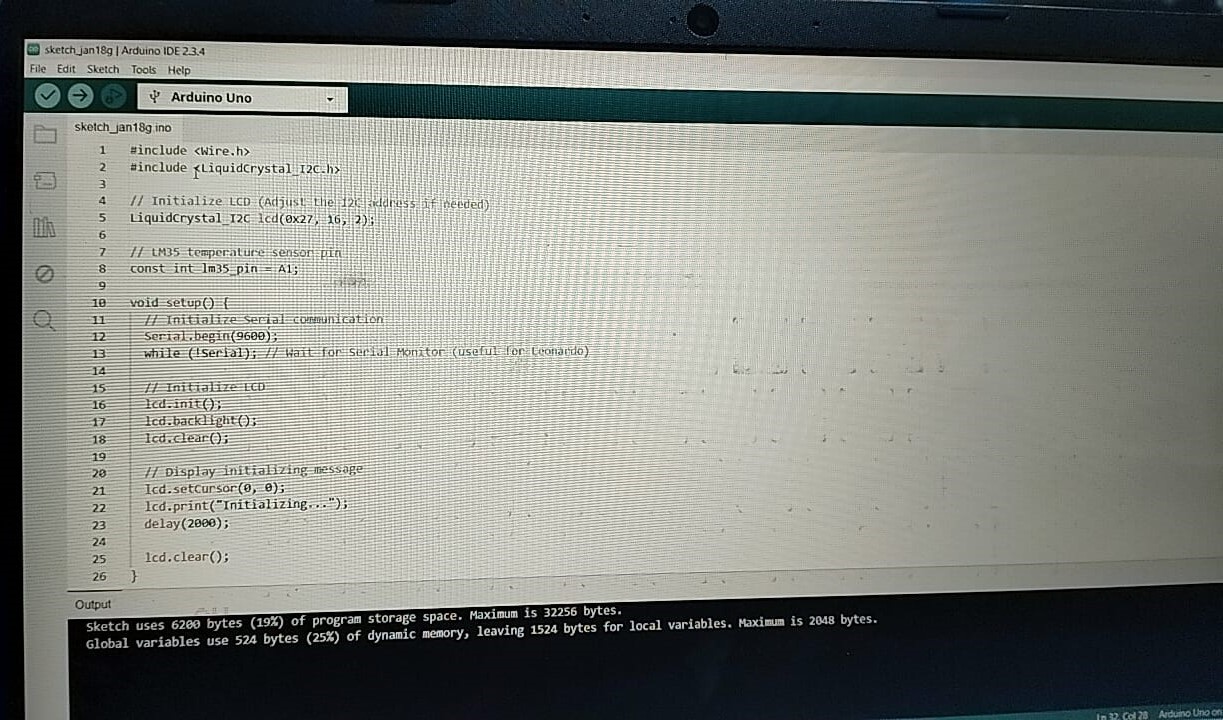 sketch_jan18g | Arduino IDE 2.3.4
File Edit Sketch Tools Help
Arduino Uno
sketch_jan18g.ino
1 #include <Wire.h>
2 #include <LiquidCrystal_I2C.h>
3
4 // Initialize LCD (Adjust the I2C address if needed)
5 LiquidCrystal_I2C lcd(0x27, 16, 2);
6
7 // LM35 temperature sensor pin
8 const int lm35_pin = A1;
9
10 void setup() {
11 // Initialize Serial communication
12 Serial.begin(9600);
13 while (!Serial); // Wait for Serial Monitor (useful for Leonardo)
14
15 // Initialize LCD
16 lcd.init();
17 lcd.backlight();
18 lcd.clear();
19
20 // Display initializing message
21 lcd.setCursor(0, 0);
22 lcd.print("Initializing...");
23 delay(2000);
24
25 lcd.clear();
26 }
Output
Sketch uses 6200 bytes (19%) of program storage space. Maximum is 32256 bytes.
Global variables use 524 bytes (25%) of dynamic memory, leaving 1524 bytes for local variables. Maximum is 2048 bytes.
Ln 32, Col 28 Arduino Uno on